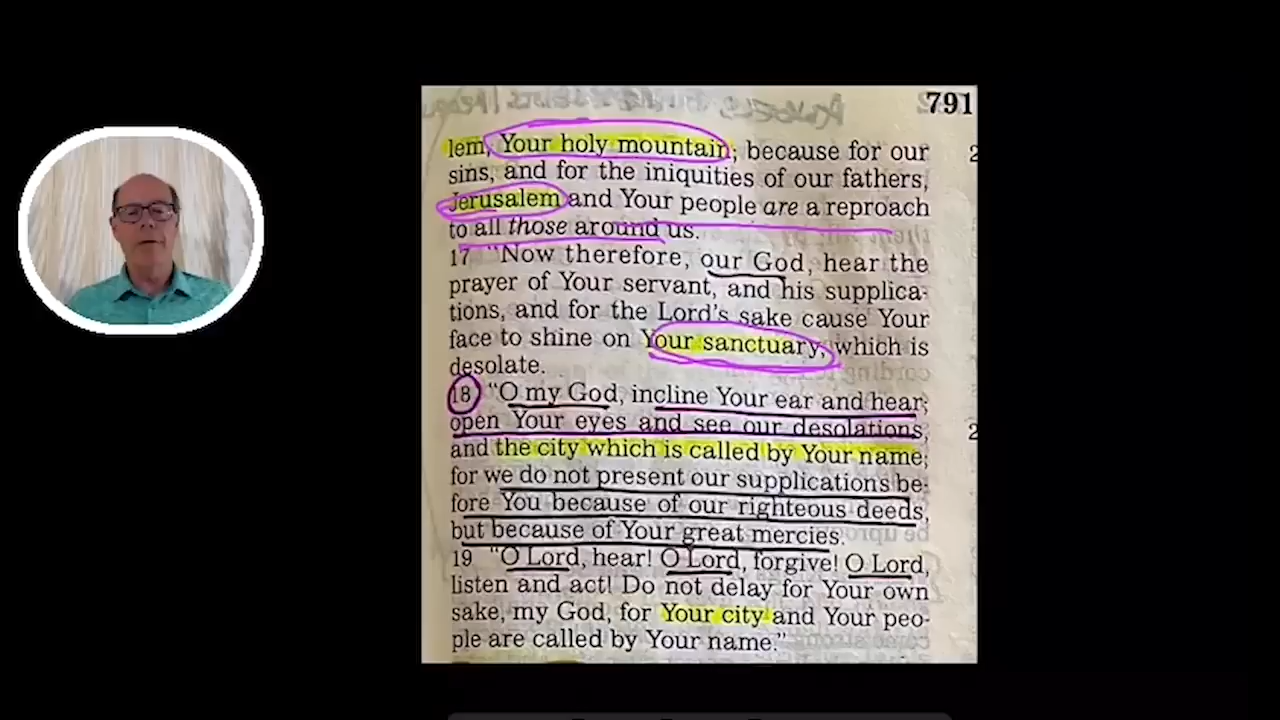 791
lem, Your holy mountain; because for our
sins, and for the iniquities of our fathers,
Jerusalem and Your people are a reproach
to all those around us.
17 "Now therefore, our God, hear the
prayer of Your servant, and his supplica-
tions, and for the Lord's sake cause Your
face to shine on Your sanctuary, which is
desolate.
18 "O my God, incline Your ear and hear;
open Your eyes and see our desolations,
and the city which is called by Your name;
for we do not present our supplications be-
fore You because of our righteous deeds,
but because of Your great mercies.
19 "O Lord, hear! O Lord, forgive! O Lord,
listen and act! Do not delay for Your own
sake, my God, for Your city and Your peo-
ple are called by Your name."